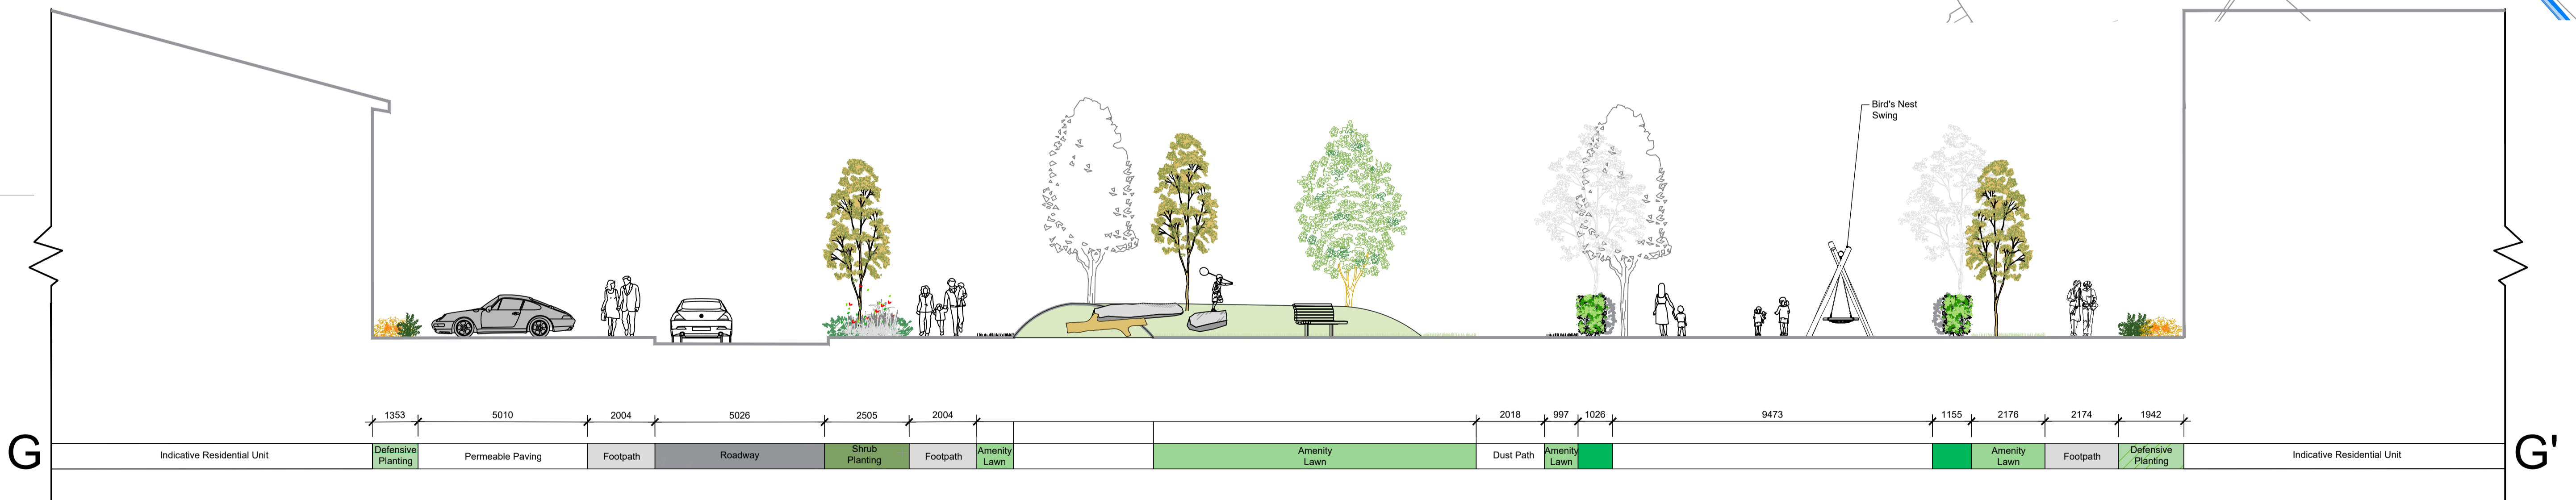 Bird's Nest
Swing
1353
5010
2004
5026
2505
2004
2018
997
1026
9473
1155
2176
2174
1942
G
Indicative Residential Unit
Defensive
Planting
Permeable Paving
Footpath
Roadway
Shrub
Planting
Footpath
Amenity
Lawn
Amenity
Lawn
Dust Path
Amenity
Lawn
Amenity
Lawn
Footpath
Defensive
Planting
Indicative Residential Unit
G'